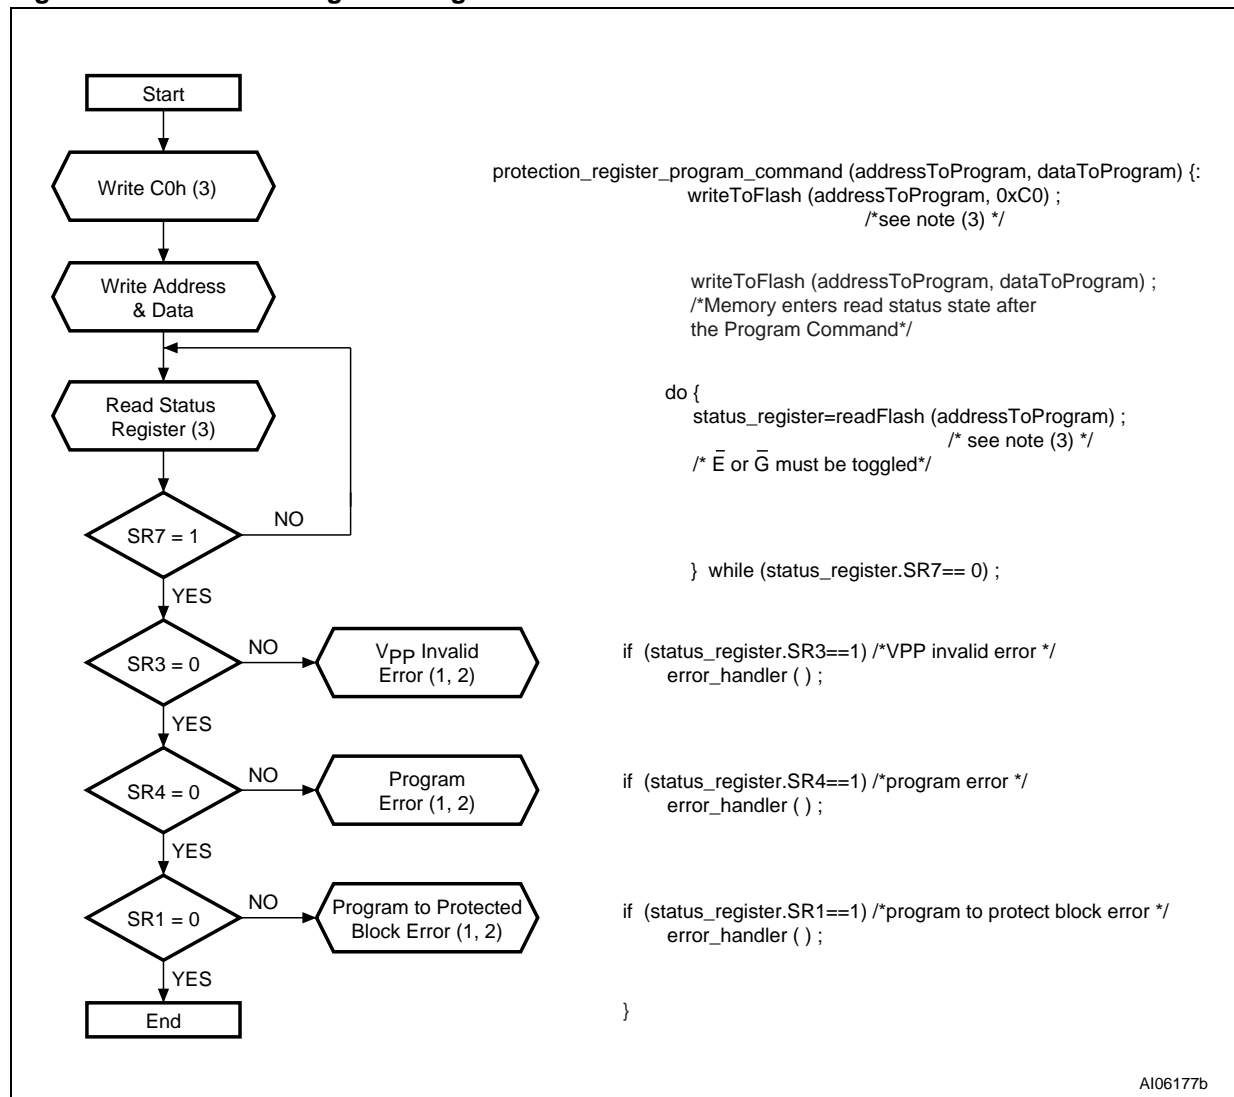 Start
Write C0h (3)
Write Address
& Data
Read Status
Register (3)
SR7 = 1
NO
YES
SR3 = 0
NO
VPP Invalid
Error (1, 2)
YES
SR4 = 0
NO
Program
Error (1, 2)
YES
SR1 = 0
NO
Program to Protected
Block Error (1, 2)
YES
End
protection_register_program_command (addressToProgram, dataToProgram) {:
writeToFlash (addressToProgram, 0xC0) ;
/*see note (3) */
writeToFlash (addressToProgram, dataToProgram) ;
/*Memory enters read status state after
the Program Command*/
do {
status_register=readFlash (addressToProgram) ;
/* see note (3) */
/* E̅ or G̅ must be toggled*/
} while (status_register.SR7== 0) ;
if (status_register.SR3==1) /*VPP invalid error */
error_handler ( ) ;
if (status_register.SR4==1) /*program error */
error_handler ( ) ;
if (status_register.SR1==1) /*program to protect block error */
error_handler ( ) ;
}
AI06177b